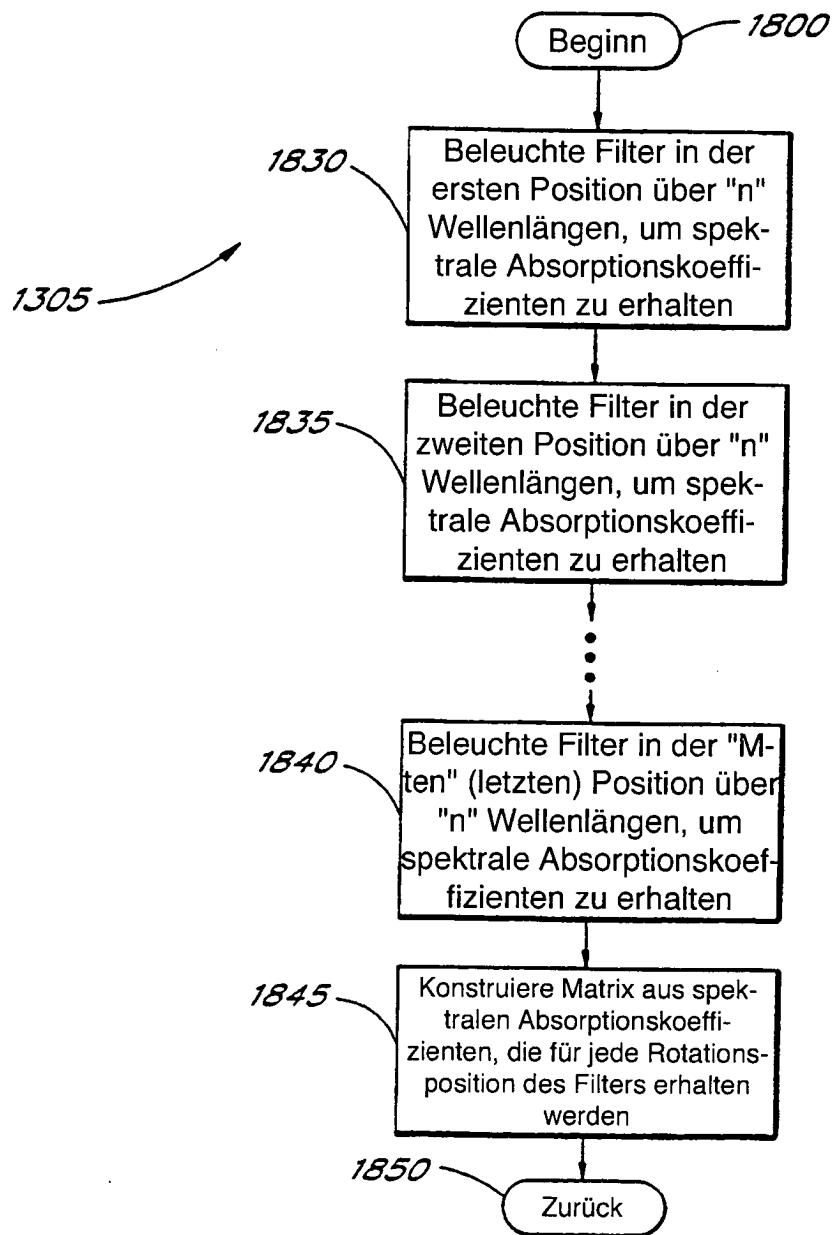 Beginn
1800
1830
Beleuchte Filter in der
ersten Position über "n"
Wellenlängen, um spek-
trale Absorptionskoeffi-
zienten zu erhalten
1305
1835
Beleuchte Filter in der
zweiten Position über "n"
Wellenlängen, um spek-
trale Absorptionskoeffi-
zienten zu erhalten
1840
Beleuchte Filter in der "M-
ten" (letzten) Position über
"n" Wellenlängen, um
spektrale Absorptionskoef-
fizienten zu erhalten
1845
Konstruiere Matrix aus spek-
tralen Absorptionskoeffi-
zienten, die für jede Rotations-
position des Filters erhalten
werden
1850
Zurück